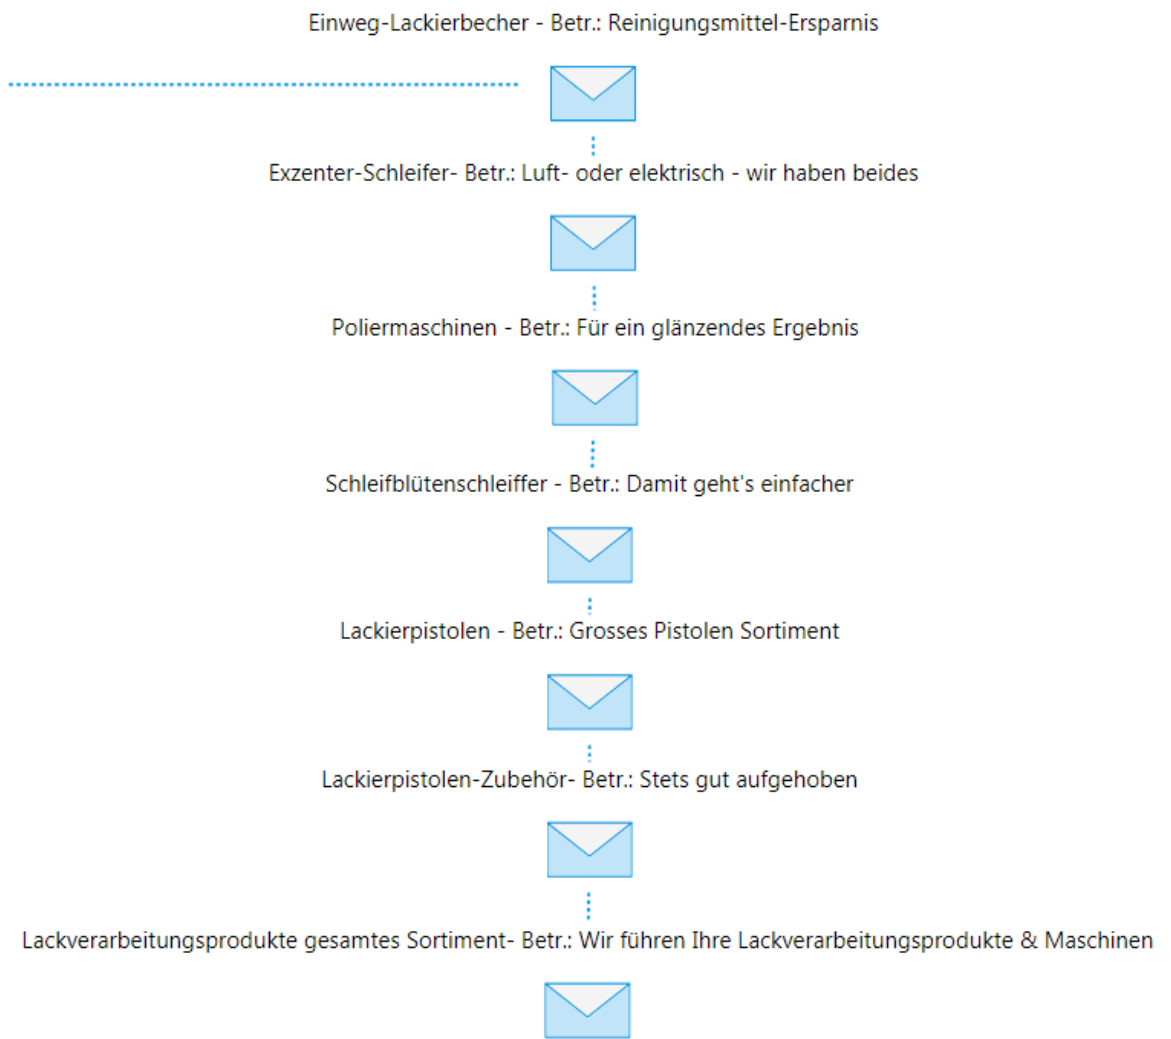 Einweg-Lackierbecher - Betr.: Reinigungsmittel-Ersparnis
Exzenter-Schleifer- Betr.: Luft- oder elektrisch - wir haben beides
Poliermaschinen - Betr.: Für ein glänzendes Ergebnis
Schleifblütenschleiffer - Betr.: Damit geht's einfacher
Lackierpistolen - Betr.: Grosses Pistolen Sortiment
Lackierpistolen-Zubehör- Betr.: Stets gut aufgehoben
Lackverarbeitungsprodukte gesamtes Sortiment- Betr.: Wir führen Ihre Lackverarbeitungsprodukte & Maschinen